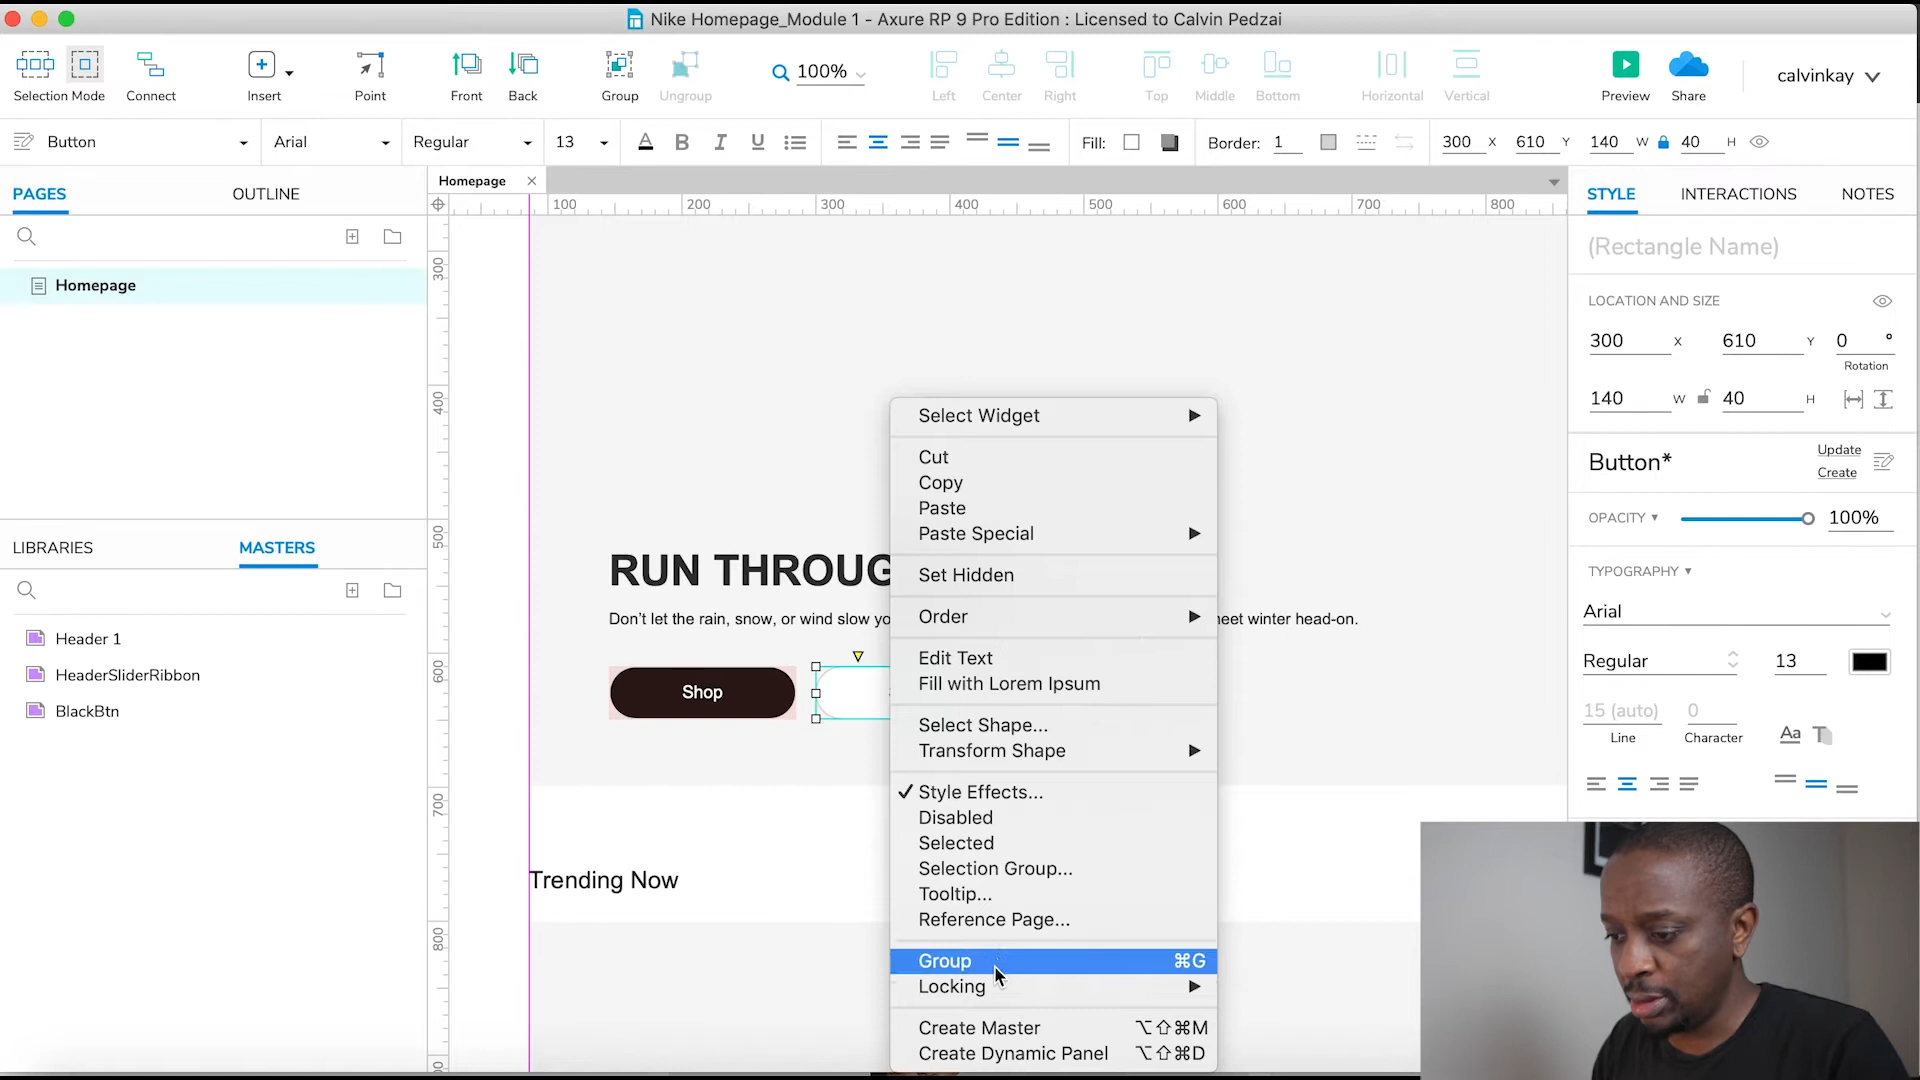 Nike Homepage_Module 1 - Axure RP 9 Pro Edition : Licensed to Calvin Pedzai
Selection Mode Connect Insert Point Front Back Group Ungroup 100% Left Center Right Top Middle Bottom Horizontal Vertical Preview Share calvinkay
Button Arial Regular 13 A B I U Fill: Border: 1 300 X 610 Y 140 W 40 H
PAGES OUTLINE
Homepage
100 200 300 400 500 600 700 800
300
400
500
600
700
800
Homepage
LIBRARIES MASTERS
Header 1
HeaderSliderRibbon
BlackBtn
RUN THROUG
Don't let the rain, snow, or wind slow yo
neet winter head-on.
Shop
Trending Now
Select Widget
Cut
Copy
Paste
Paste Special
Set Hidden
Order
Edit Text
Fill with Lorem Ipsum
Select Shape...
Transform Shape
✓ Style Effects...
Disabled
Selected
Selection Group...
Tooltip...
Reference Page...
Group ⌘G
Locking
Create Master ⌥⇧⌘M
Create Dynamic Panel ⌥⇧⌘D
STYLE INTERACTIONS NOTES
(Rectangle Name)
LOCATION AND SIZE
300 X 610 Y 0 °
Rotation
140 W 40 H
Button* Update
Create
OPACITY 100%
TYPOGRAPHY
Arial
Regular 13
15 (auto) 0
Line Character Aa T